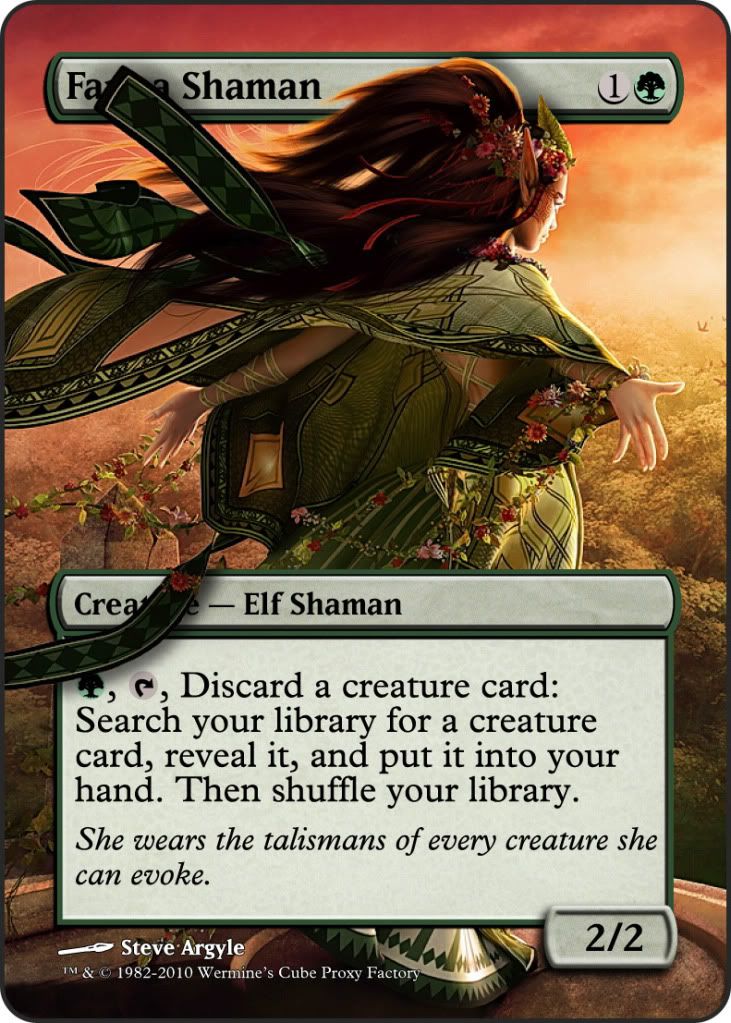 Shaman 1
— Elf Shaman
, , Discard a creature card:
Search your library for a creature
card, reveal it, and put it into your
hand. Then shuffle your library.
She wears the talismans of every creature she
can evoke.
2/2
Steve Argyle
™ & © 1982-2010 Wermine's Cube Proxy Factory